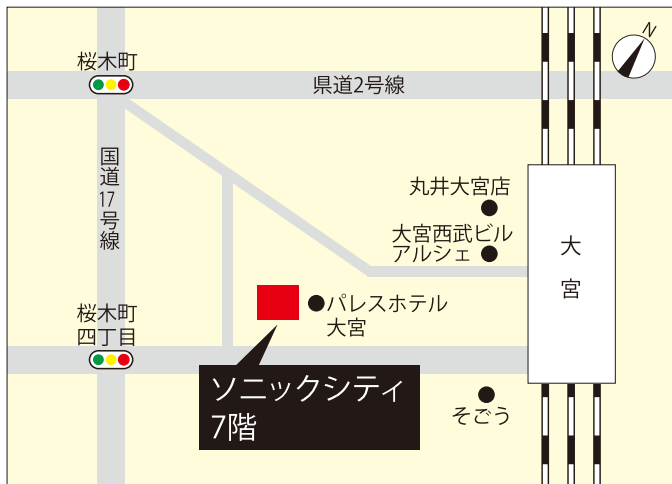 N
桜木町
県道2号線
国道17号線
丸井大宮店
大宮西武ビル
アルシェ
大宮
パレスホテル
大宮
桜木町
四丁目
ソニックシティ
7階
そごう